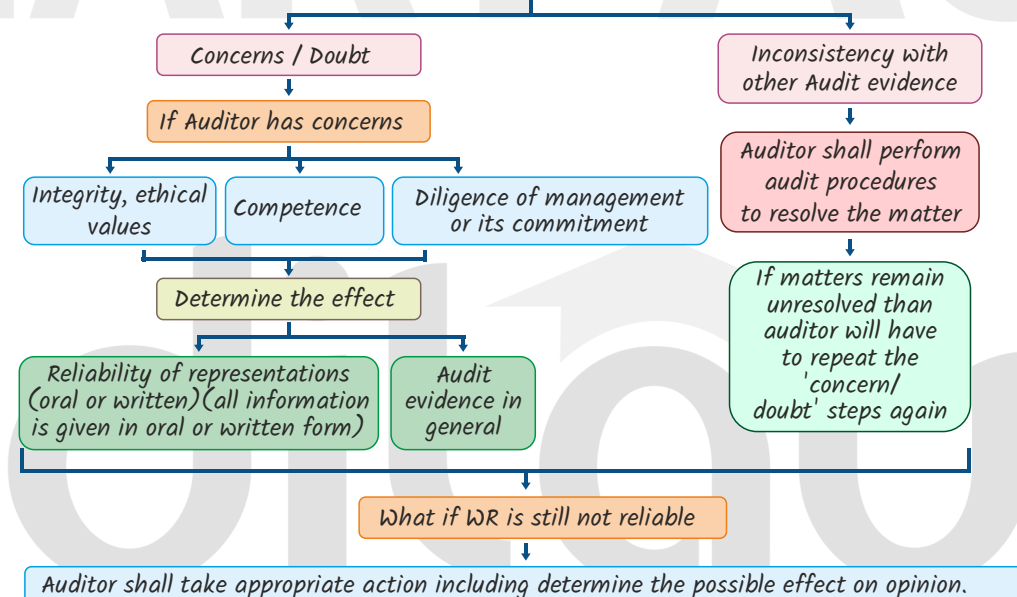 Concerns / Doubt
If Auditor has concerns
Integrity, ethical
values
Competence
Diligence of management
or its commitment
Determine the effect
Reliability of representations
(oral or written)(all information
is given in oral or written form)
Audit
evidence in
general
Inconsistency with
other Audit evidence
Auditor shall perform
audit procedures
to resolve the matter
If matters remain
unresolved than
auditor will have
to repeat the
'concern/
doubt' steps again
What if WR is still not reliable
Auditor shall take appropriate action including determine the possible effect on opinion.